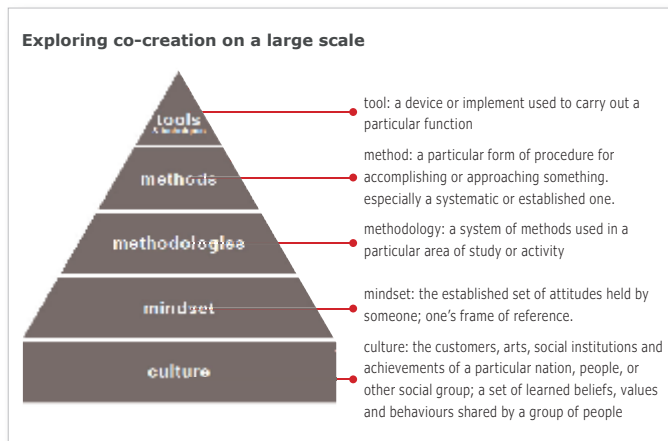 Exploring co-creation on a large scale
tools
& techniques
tool: a device or implement used to carry out a
particular function
methods
method: a particular form of procedure for
accomplishing or approaching something.
especially a systematic or established one.
methodologies
methodology: a system of methods used in a
particular area of study or activity
mindset
mindset: the established set of attitudes held by
someone; one's frame of reference.
culture
culture: the customers, arts, social institutions and
achievements of a particular nation, people, or
other social group; a set of learned beliefs, values
and behaviours shared by a group of people